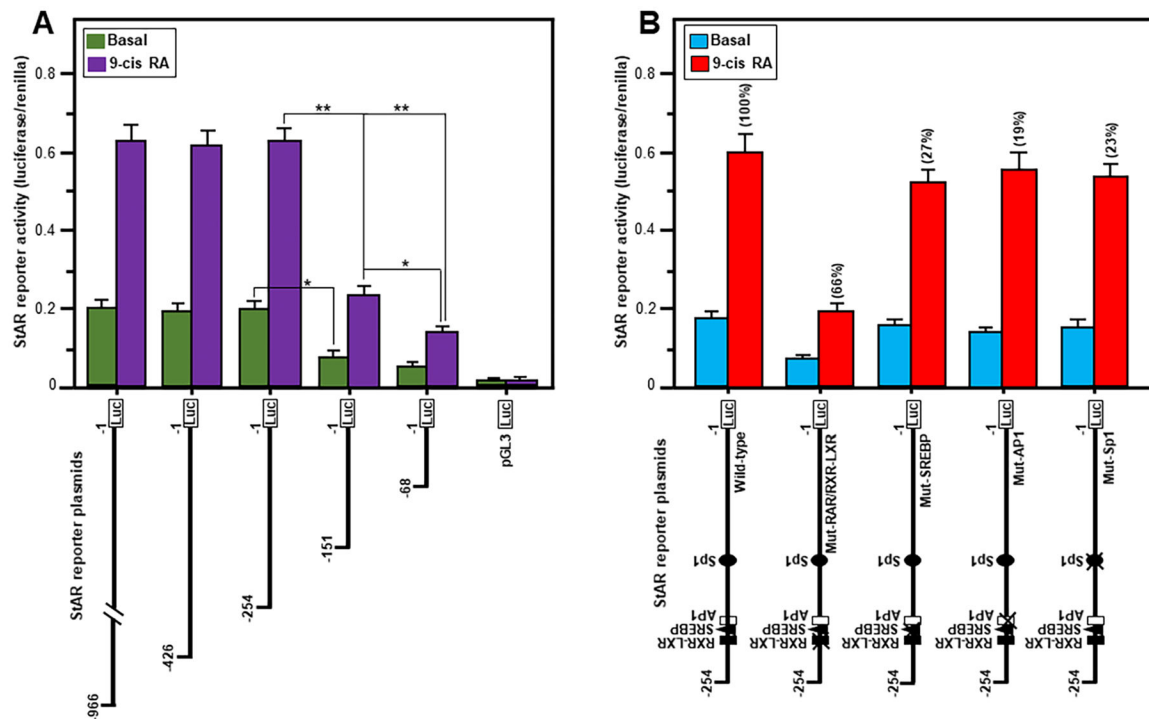 A
Basal
9-cis RA
StAR reporter activity (luciferase/renilla)
0.8
0.6
0.4
0.2
0
**
**
*
*
-1 Luc
-1 Luc
-1 Luc
-1 Luc
-1 Luc
pGL3 Luc
StAR reporter plasmids
-966
-426
-254
-151
-68
B
Basal
9-cis RA
StAR reporter activity (luciferase/renilla)
0.8
0.6
0.4
0.2
0
(100%)
(66%)
(27%)
(19%)
(23%)
-1 Luc
-1 Luc
-1 Luc
-1 Luc
-1 Luc
Wild-type
Mut-RAR/RXR-LXR
Mut-SREBP
Mut-AP1
Mut-Sp1
StAR reporter plasmids
Sp1
Sp1
Sp1
Sp1
Sp1
AP1
AP1
AP1
AP1
AP1
SREBP
SREBP
SREBP
SREBP
SREBP
RXR-LXR
RXR-LXR
RXR-LXR
RXR-LXR
RXR-LXR
-254
-254
-254
-254
-254